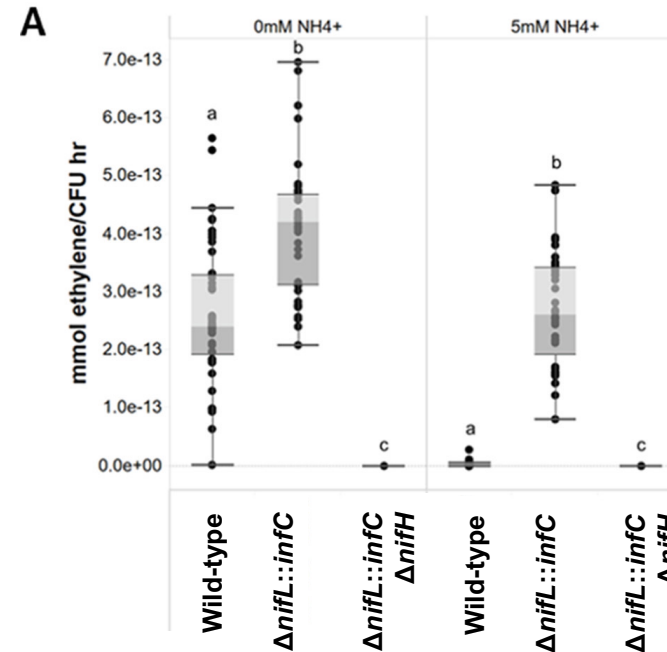 A
0mM NH4+
5mM NH4+
mmol ethylene/CFU hr
7.0e-13
6.0e-13
5.0e-13
4.0e-13
3.0e-13
2.0e-13
1.0e-13
0.0e+00
a
b
c
a
b
c
Wild-type
ΔnifL::infC
ΔnifL::infC
ΔnifH
Wild-type
ΔnifL::infC
ΔnifL::infC
ΔnifH